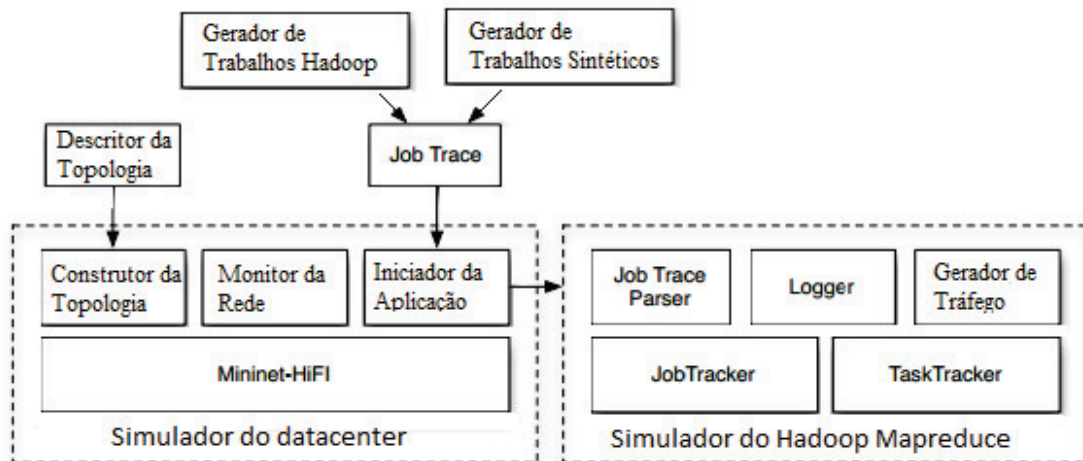 Gerador de
Trabalhos Hadoop
Gerador de
Trabalhos Sintéticos
Descritor da
Topologia
Job Trace
Construtor da
Topologia
Monitor da
Rede
Iniciador da
Aplicação
Job Trace
Parser
Logger
Gerador de
Tráfego
Mininet-HiFI
JobTracker
TaskTracker
Simulador do datacenter
Simulador do Hadoop Mapreduce